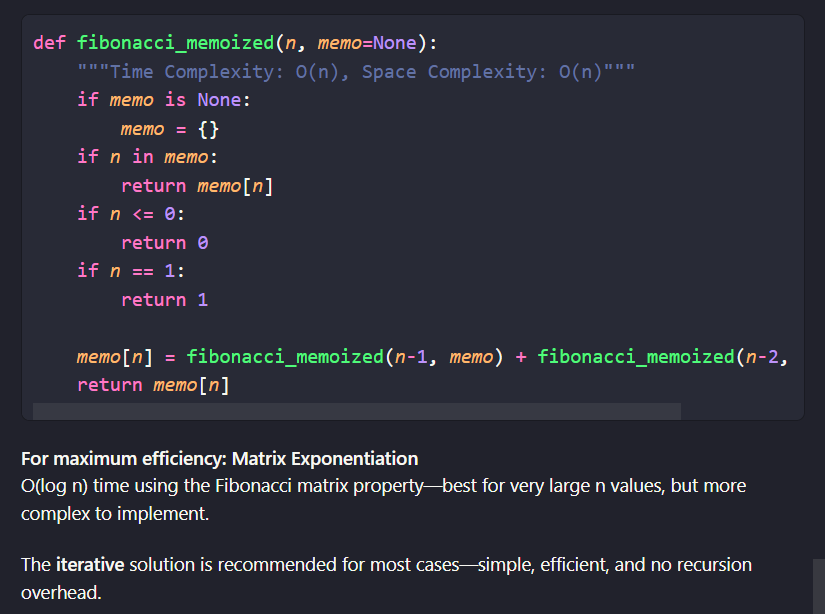 def fibonacci_memoized(n, memo=None):
    """Time Complexity: O(n), Space Complexity: O(n)"""
    if memo is None:
        memo = {}
    if n in memo:
        return memo[n]
    if n <= 0:
        return 0
    if n == 1:
        return 1

    memo[n] = fibonacci_memoized(n-1, memo) + fibonacci_memoized(n-2,
    return memo[n]
For maximum efficiency: Matrix Exponentiation
O(log n) time using the Fibonacci matrix property—best for very large n values, but more
complex to implement.
The iterative solution is recommended for most cases—simple, efficient, and no recursion
overhead.